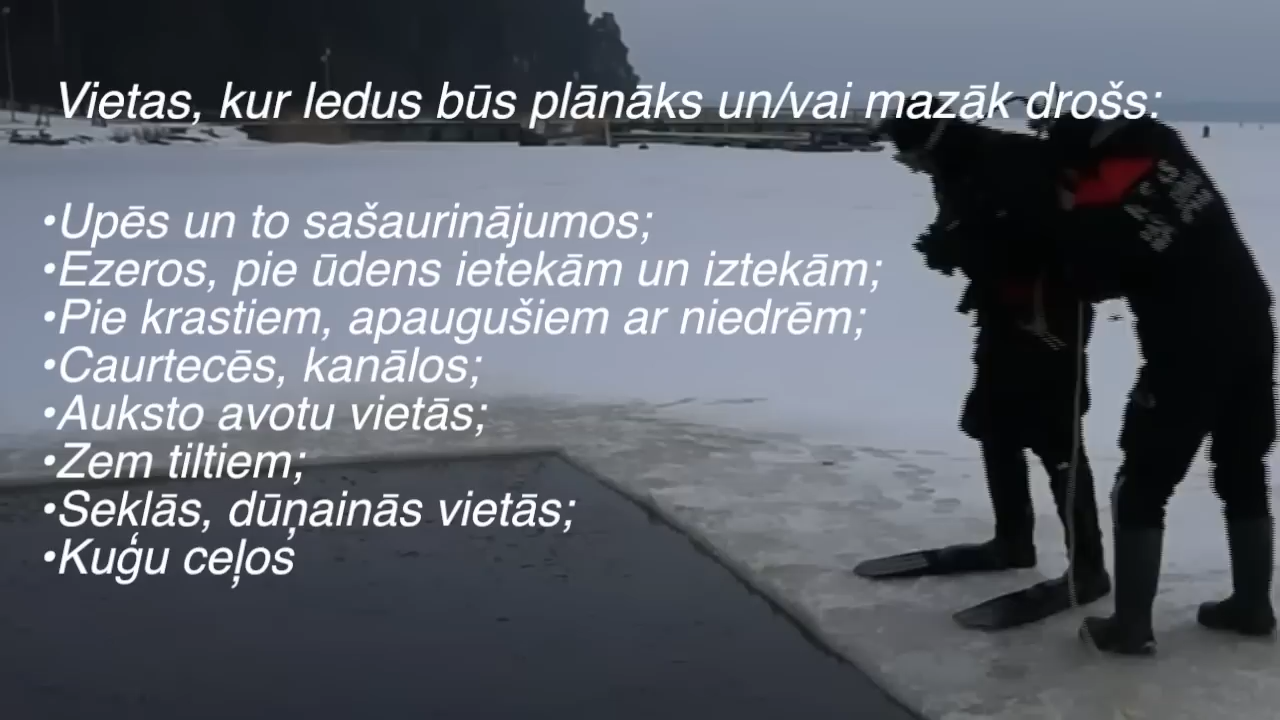 Vietas, kur ledus būs plānāks un/vai mazāk drošs:
•Upēs un to sašaurinājumos;
•Ezeros, pie ūdens ietekām un iztekām;
•Pie krastiem, apaugušiem ar niedrēm;
•Caurtecēs, kanālos;
•Auksto avotu vietās;
•Zem tiltiem;
•Seklās, dūņainās vietās;
•Kuģu ceļos